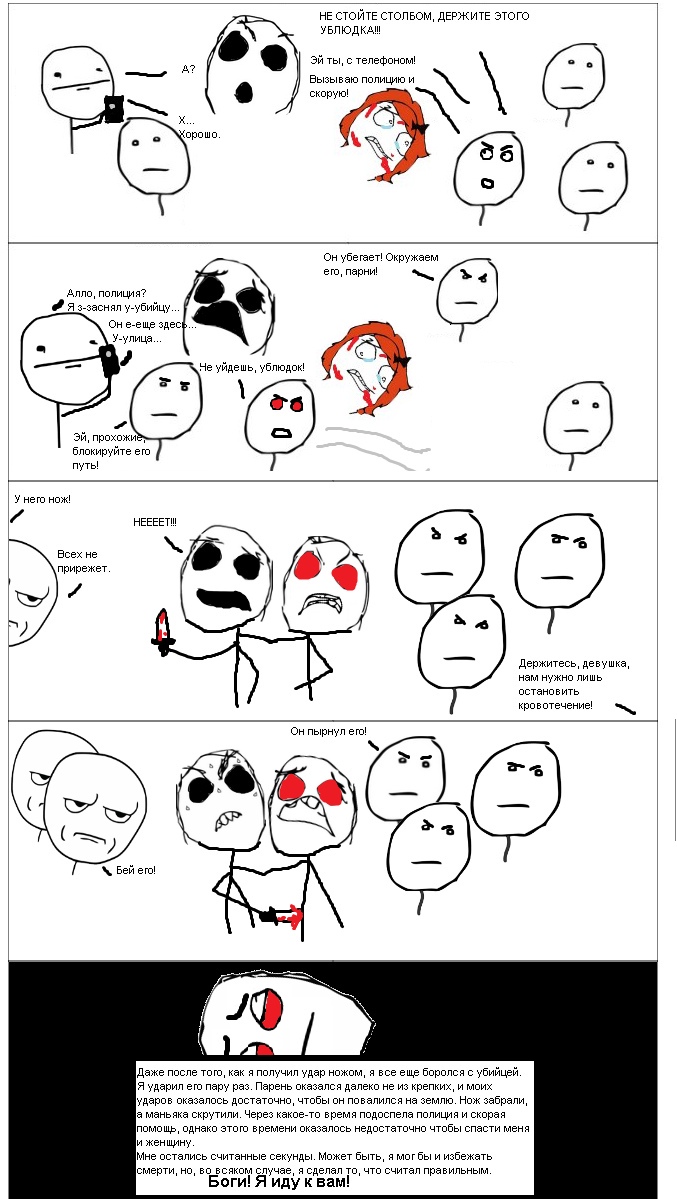 НЕ СТОЙТЕ СТОЛБОМ, ДЕРЖИТЕ ЭТОГО
УБЛЮДКА!!!
А?
Эй ты, с телефоном!
Вызываю полицию и
скорую!
Х...
Хорошо.
Он убегает! Окружаем
его, парни!
Алло, полиция?
Я з-заснял у-убийцу...
Он е-еще здесь...
У-улица...
Не уйдешь, ублюдок!
Эй, прохожие,
блокируйте его
путь!
У него нож!
НЕЕЕЕТ!!!
Всех не
прирежет.
Держитесь, девушка,
нам нужно лишь
остановить
кровотечение!
Он пырнул его!
Бей его!
Даже после того, как я получил удар ножом, я все еще боролся с убийцей.
Я ударил его пару раз. Парень оказался далеко не из крепких, и моих
ударов оказалось достаточно, чтобы он повалился на землю. Нож забрали,
а маньяка скрутили. Через какое-то время подоспела полиция и скорая
помощь, однако этого времени оказалось недостаточно чтобы спасти меня
и женщину.
Мне остались считанные секунды. Может быть, я мог бы и избежать
смерти, но, во всяком случае, я сделал то, что считал правильным.
Боги! Я иду к вам!